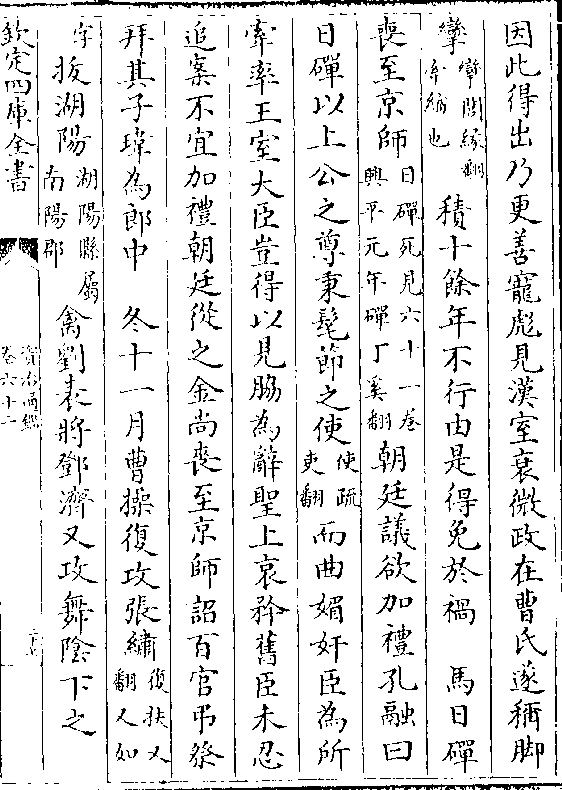 因此得出乃更善寵彪見漢室衰微政在曹氏遂稱脚
攣攣閭緣翻牽縮也積十餘年不行由是得免於禍　馬日磾
喪至京師日磾死見六十一卷興平元年磾丁奚翻朝廷議欲加禮孔融曰
日磾以上公之尊秉髦節之使使疏吏翻而曲媚奸臣為所
牽率王室大臣豈得以見脇為辭聖上哀矜舊臣未忍
追案不宜加禮朝廷從之金尚喪至京師詔百官弔祭
拜其子瑋為郎中　冬十一月曹操復攻張繡復扶又翻又如
字拔湖陽湖陽縣屬南陽郡禽劉表將鄧濟又攻舞陰下之
欽定四庫全書
資治通鑑
卷六十二